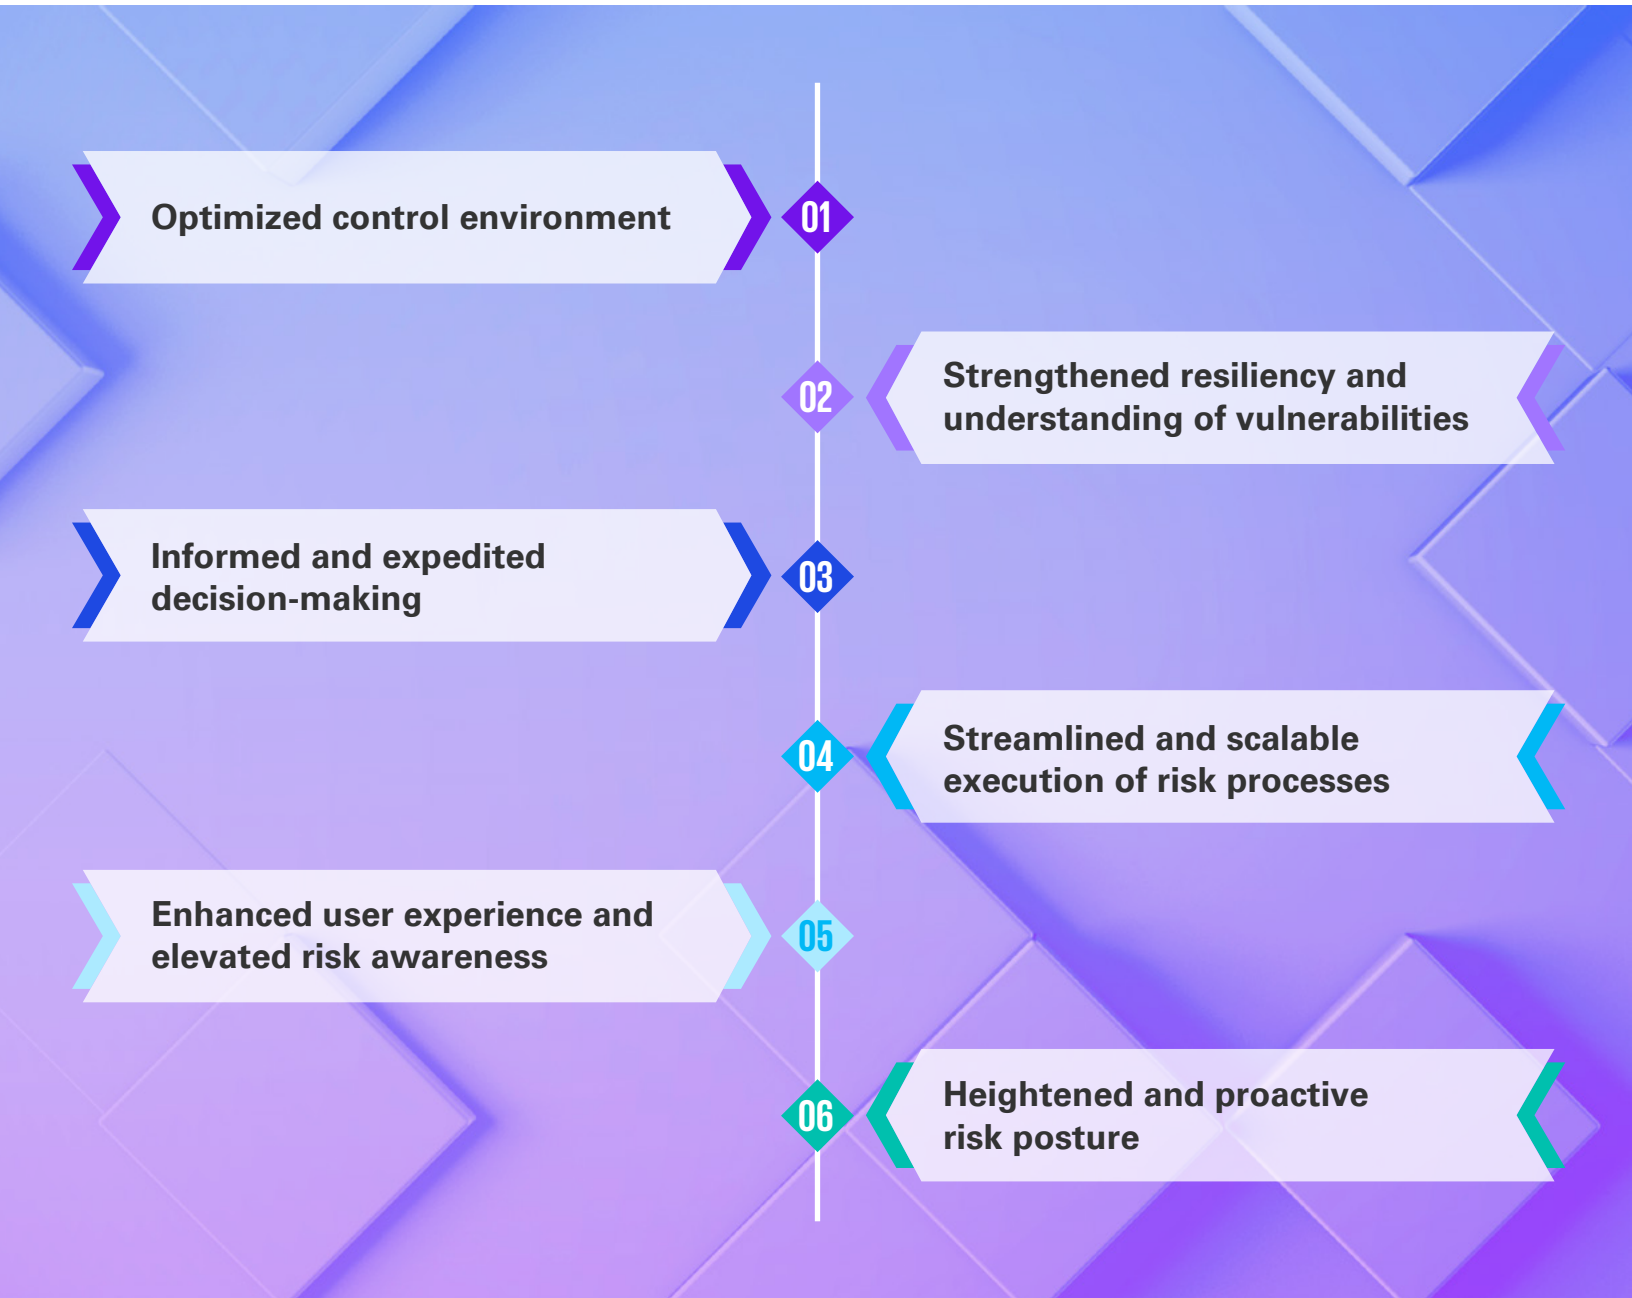 Optimized control environment
01
02
Strengthened resiliency and
understanding of vulnerabilities
Informed and expedited
decision-making
03
04
Streamlined and scalable
execution of risk processes
Enhanced user experience and
elevated risk awareness
05
06
Heightened and proactive
risk posture